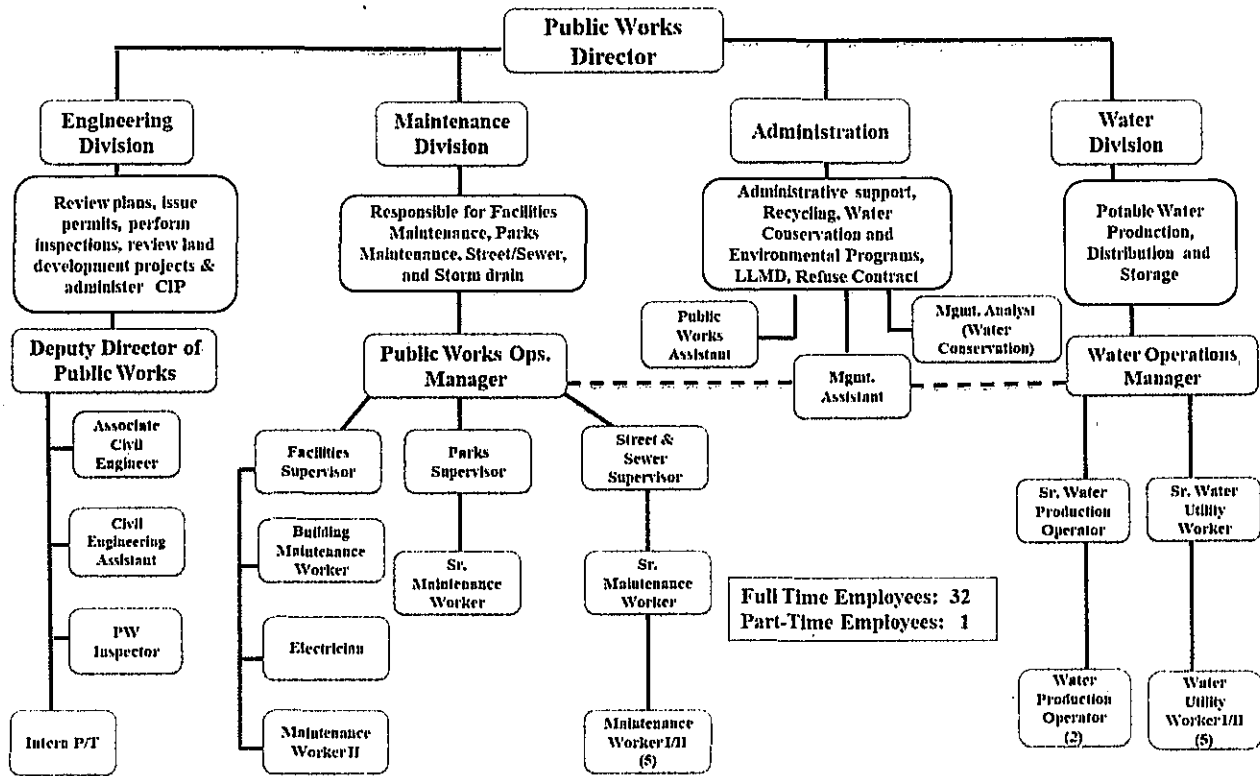 Public Works
Director
Engineering
Division
Maintenance
Division
Administration
Water
Division
Review plans, issue
permits, perform
inspections, review land
development projects &
administer CIP
Responsible for Facilities
Maintenance, Parks
Maintenance, Street/Sewer,
and Storm drain
Administrative support,
Recycling, Water
Conservation and
Environmental Programs,
LLMD, Refuse Contract
Potable Water
Production,
Distribution and
Storage
Public
Works
Assistant
Mgmt. Analyst
(Water
Conservation)
Deputy Director of
Public Works
Public Works Ops.
Manager
Mgmt.
Assistant
Water Operations
Manager
Associate
Civil
Engineer
Facilities
Supervisor
Parks
Supervisor
Street &
Sewer
Supervisor
Sr. Water
Production
Operator
Sr. Water
Utility
Worker
Civil
Engineering
Assistant
Building
Maintenance
Worker
Sr.
Maintenance
Worker
Sr.
Maintenance
Worker
Full Time Employees: 32
Part-Time Employees: 1
PW
Inspector
Electrician
Intern P/T
Maintenance
Worker II
Maintenance
Worker I/II
(5)
Water
Production
Operator
(2)
Water
Utility
Worker I/II
(5)